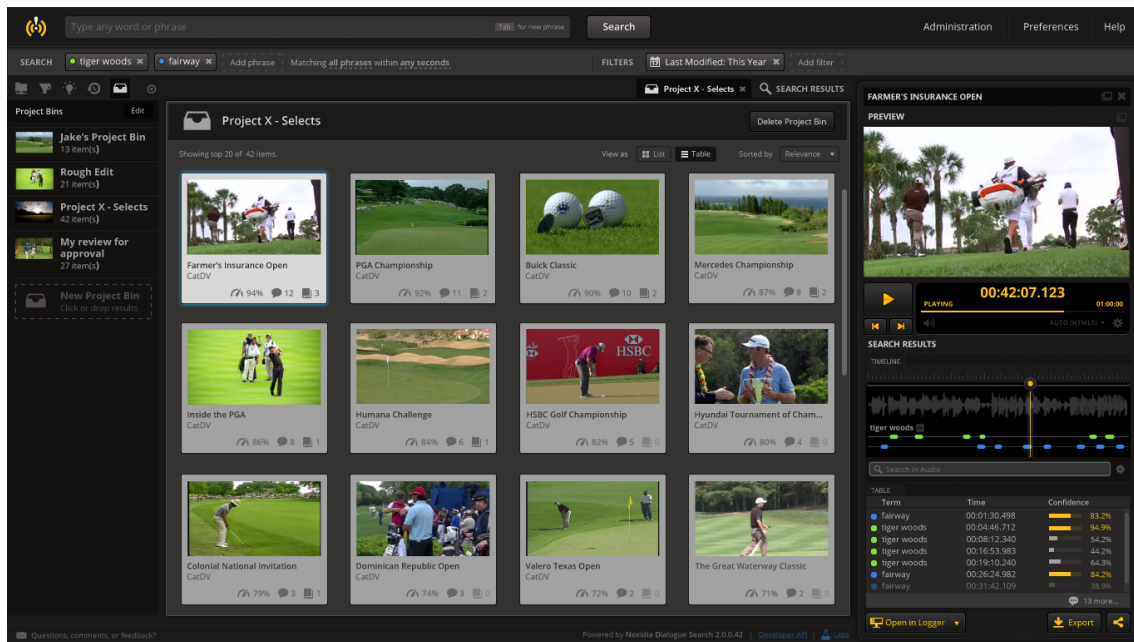 Type any word or phrase
Tab for new phrase
Search
Administration
Preferences
Help
SEARCH
tiger woods ×
fairway ×
Add phrase
Matching all phrases within any seconds
FILTERS
Last Modified: This Year ×
Add filter
Project Bins
Edit
Jake's Project Bin
13 item(s)
Rough Edit
21 item(s)
Project X - Selects
42 item(s)
My review for
approval
27 item(s)
New Project Bin
Click or drop results
Project X - Selects ×
SEARCH RESULTS
Project X - Selects
Delete Project Bin
Showing top 20 of 42 items.
View as
List
Table
Sorted by
Relevance
Farmer's Insurance Open
CatDV
94% 12 3
PGA Championship
CatDV
92% 11 2
Buick Classic
CatDV
90% 10 2
Mercedes Championship
CatDV
87% 8 2
Inside the PGA
CatDV
86% 8 1
Humana Challenge
CatDV
84% 6 1
HSBC
HSBC Golf Championship
CatDV
82% 5 0
Hyundai Tournament of Cham...
CatDV
80% 4 0
Colonial National Invitation
CatDV
79% 3 1
Dominican Republic Open
CatDV
74% 3 0
Valero Texas Open
CatDV
72% 2 0
The Great Waterway Classic
71% 2 0
FARMER'S INSURANCE OPEN
PREVIEW
00:42:07.123
PLAYING
01:00:00
AUTO (HTML5)
SEARCH RESULTS
TIMELINE
tiger woods
Search in Audio
TABLE
Term Time Confidence
fairway 00:01:30.498 83.2%
tiger woods 00:04:46.712 94.9%
tiger woods 00:08:12.340 54.2%
tiger woods 00:16:53.983 44.2%
tiger woods 00:19:10.240 64.3%
fairway 00:26:24.982 84.2%
fairway 00:31:42.109 38.9%
13 more...
Open in Logger
Export
Questions, comments, or feedback?
Powered by Nexidia Dialogue Search 2.0.0.42 | Developer API | Labs